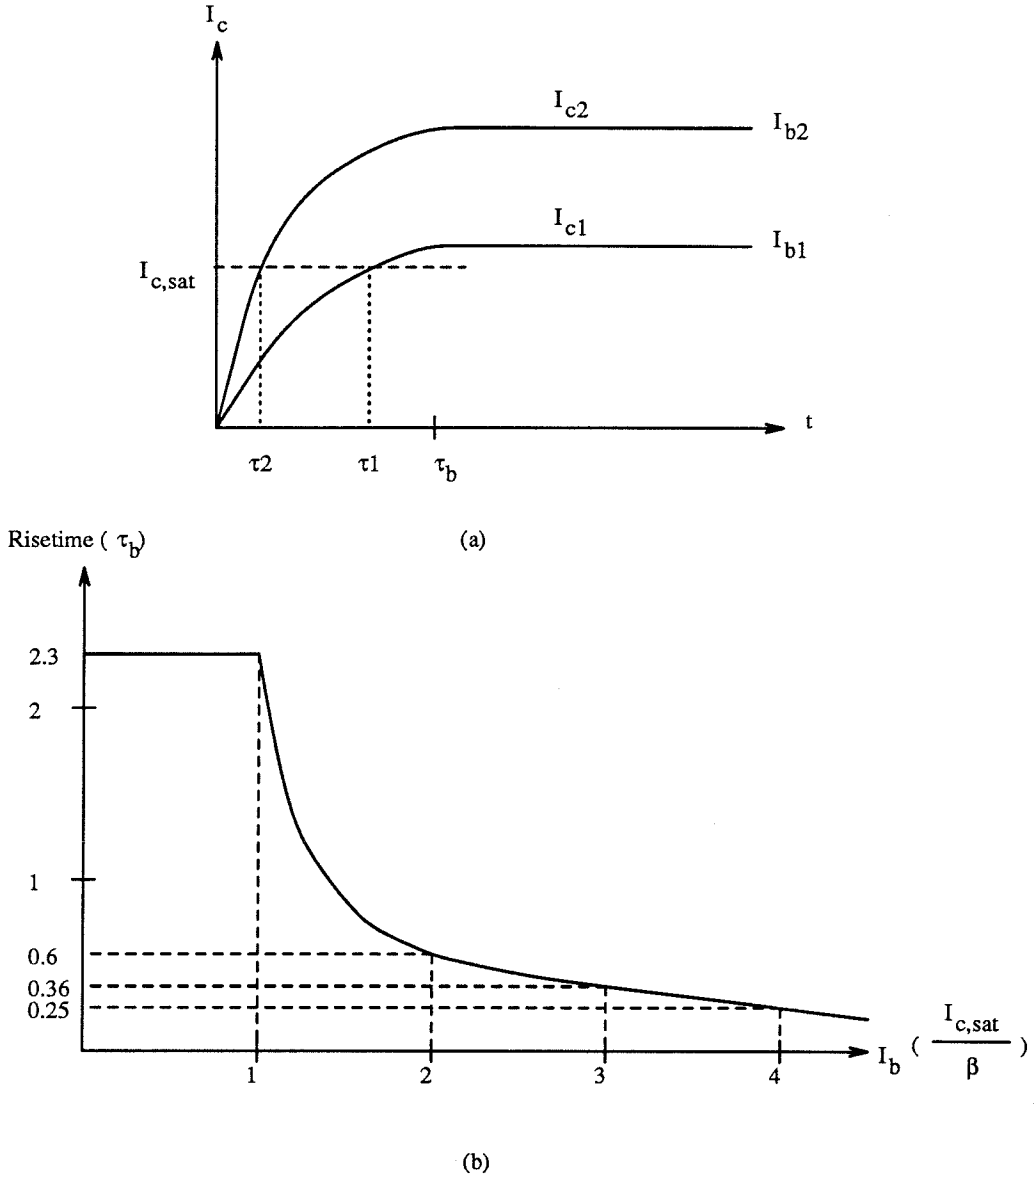 I_c
I_c2
I_b2
I_c1
I_b1
I_c,sat
t
τ2
τ1
τ_b
(a)
Risetime ( τ_b)
2.3
2
1
0.6
0.36
0.25
1
2
3
4
I_b ( I_c,sat / β )
(b)